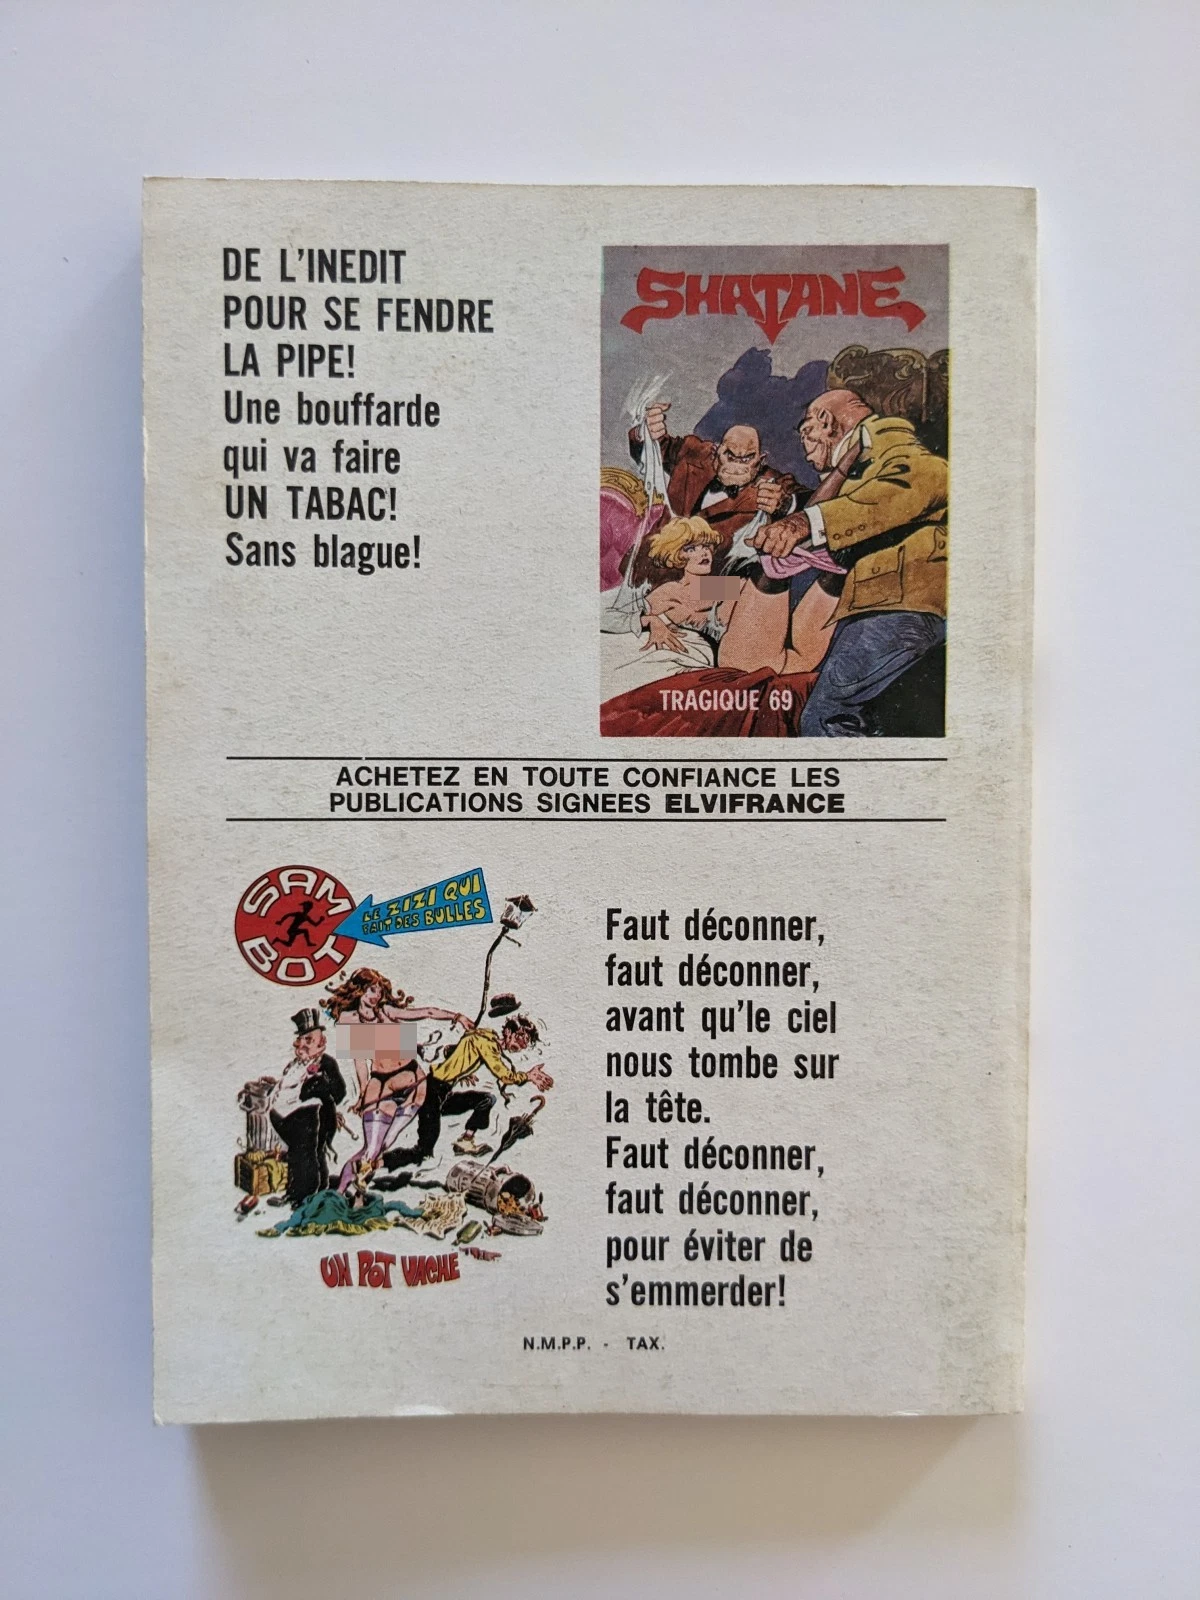 DE L'INEDIT
POUR SE FENDRE
LA PIPE!
Une bouffarde
qui va faire
UN TABAC!
Sans blague!
SHATANE
TRAGIQUE 69
ACHETEZ EN TOUTE CONFIANCE LES
PUBLICATIONS SIGNEES ELVIFRANCE
SAM
BOT
LE ZIZI QUI
FAIT DES BULLES
UN POT VACHE
Faut déconner,
faut déconner,
avant qu'le ciel
nous tombe sur
la tête.
Faut déconner,
faut déconner,
pour éviter de
s'emmerder!
N.M.P.P. - TAX.